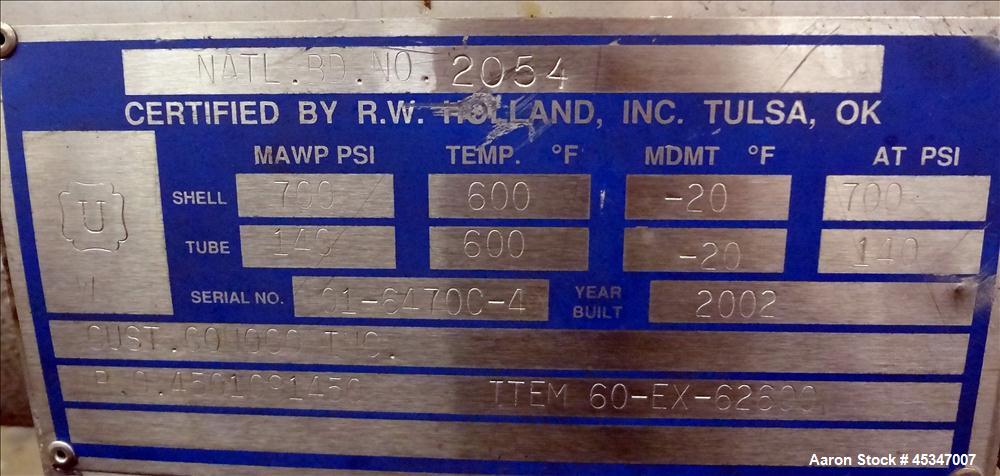 NATL.BD.NO. 2054
CERTIFIED BY R.W. HOLLAND, INC. TULSA, OK
MAWP PSI TEMP. °F MDMT °F AT PSI
U
SHELL 700 600 -20 700
TUBE 140 600 -20 140
W
SERIAL NO. 01-6470C-4 YEAR BUILT 2002
CUST. CONOCO INC.
P.O. ITEM 60-EX-62600
Aaron Stock # 45347007